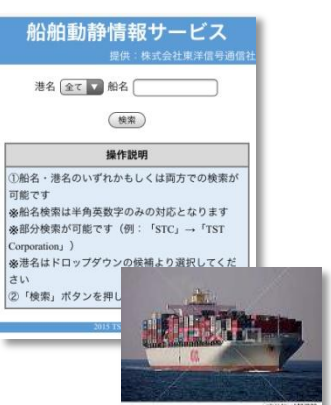 船舶動静情報サービス
提供：株式会社東洋信号通信社
港名 全て 船名
検索
操作説明
①船名・港名のいずれかもしくは両方での検索が
可能です
※船名検索は半角英数字のみの対応となります
※部分検索が可能です（例：「STC」→「TST
Corporation」）
※港名はドロップダウンの候補より選択してくだ
さい
②「検索」ボタンを押し
2015 TS